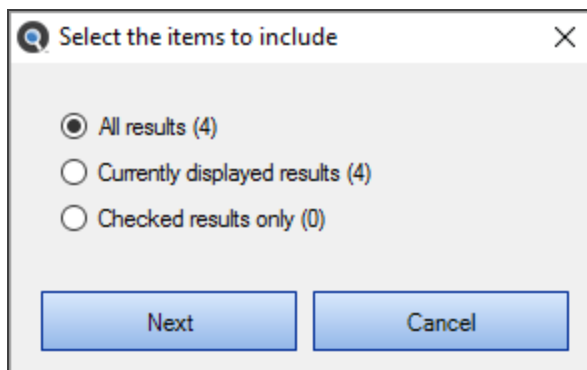 Select the items to include
All results (4)
Currently displayed results (4)
Checked results only (0)
Next
Cancel